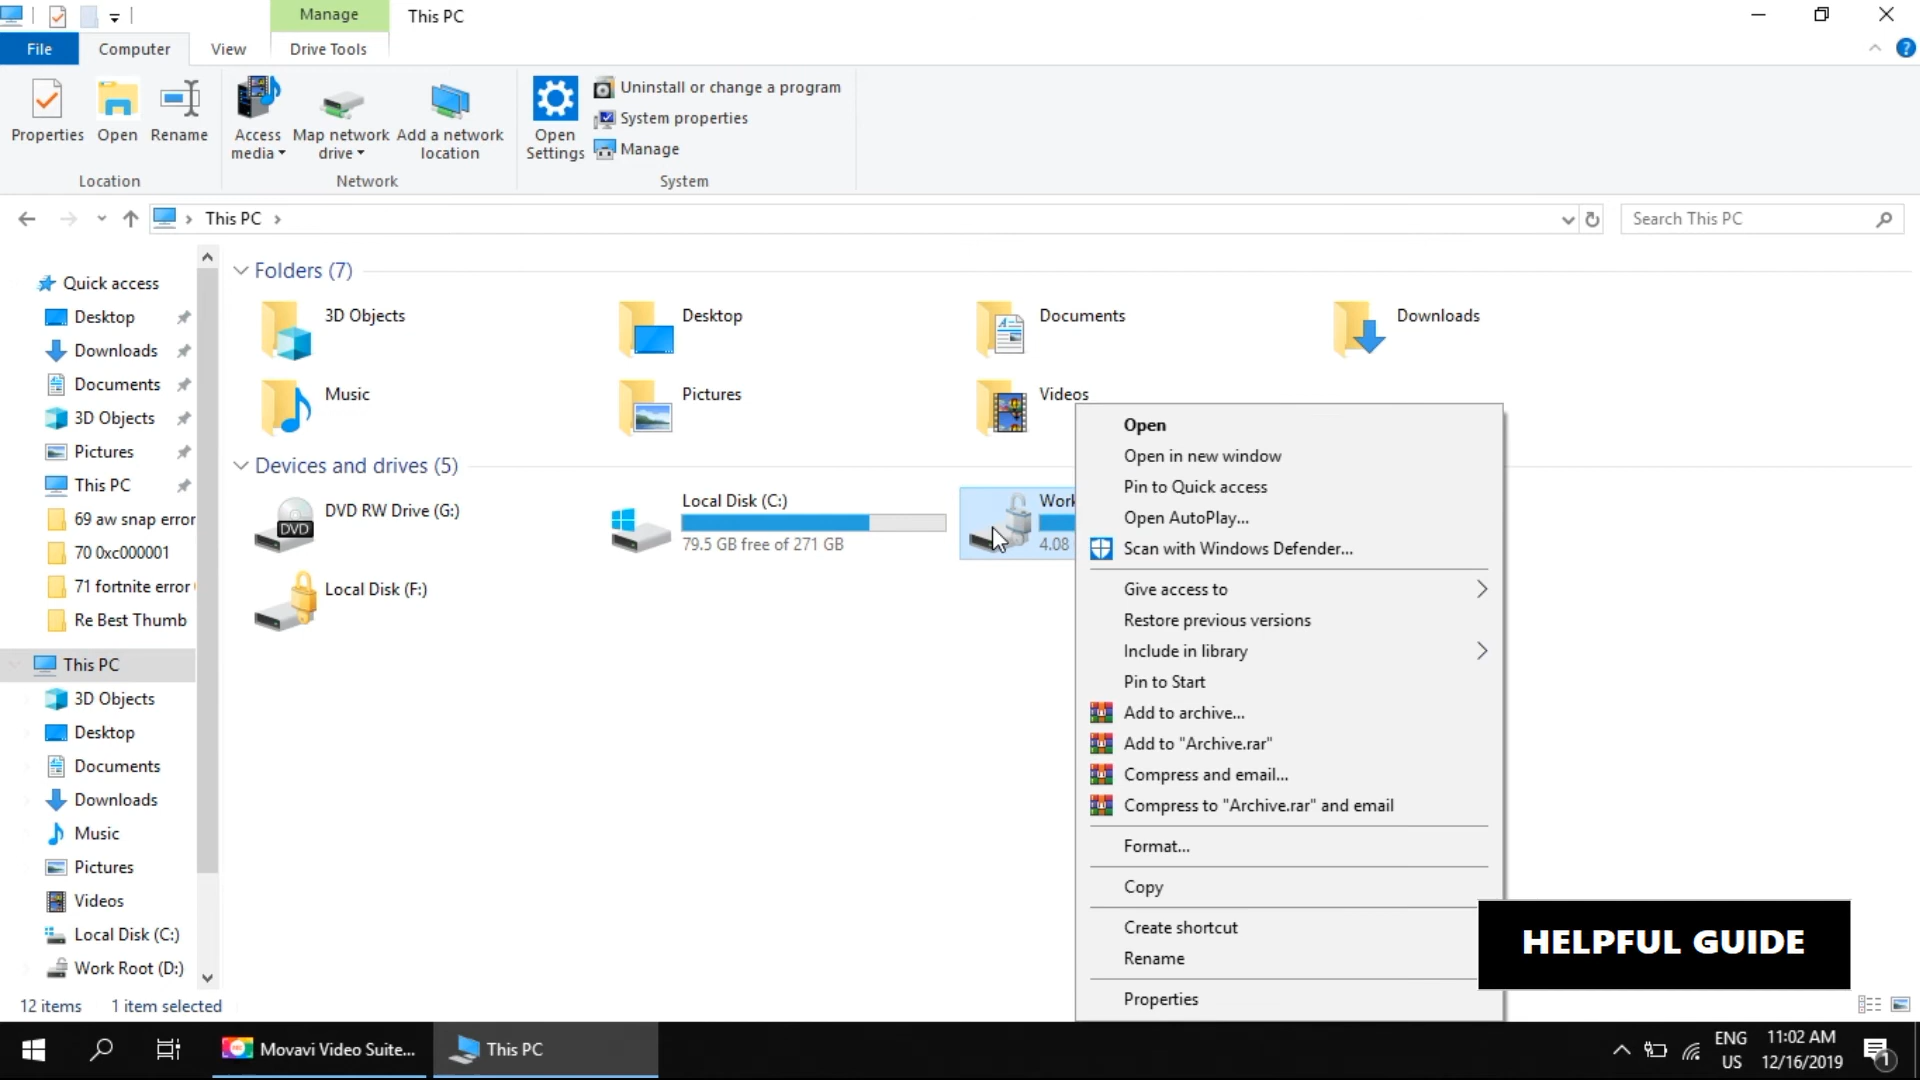 Manage
This PC
File
Computer
View
Drive Tools
Properties
Open
Rename
Access media
Map network drive
Add a network location
Open Settings
Uninstall or change a program
System properties
Manage
Location
Network
System
This PC
Search This PC
Quick access
Desktop
Downloads
Documents
3D Objects
Pictures
This PC
69 aw snap error
70 0xc000001
71 fortnite error
Re Best Thumb
This PC
3D Objects
Desktop
Documents
Downloads
Music
Pictures
Videos
Local Disk (C:)
Work Root (D:)
Folders (7)
3D Objects
Desktop
Documents
Downloads
Music
Pictures
Videos
Devices and drives (5)
DVD RW Drive (G:)
DVD
Local Disk (C:)
79.5 GB free of 271 GB
Work
4.08
Local Disk (F:)
Open
Open in new window
Pin to Quick access
Open AutoPlay...
Scan with Windows Defender...
Give access to
Restore previous versions
Include in library
Pin to Start
Add to archive...
Add to "Archive.rar"
Compress and email...
Compress to "Archive.rar" and email
Format...
Copy
Create shortcut
Rename
Properties
HELPFUL GUIDE
12 items
1 item selected
Movavi Video Suite...
This PC
ENG
US
11:02 AM
12/16/2019
1